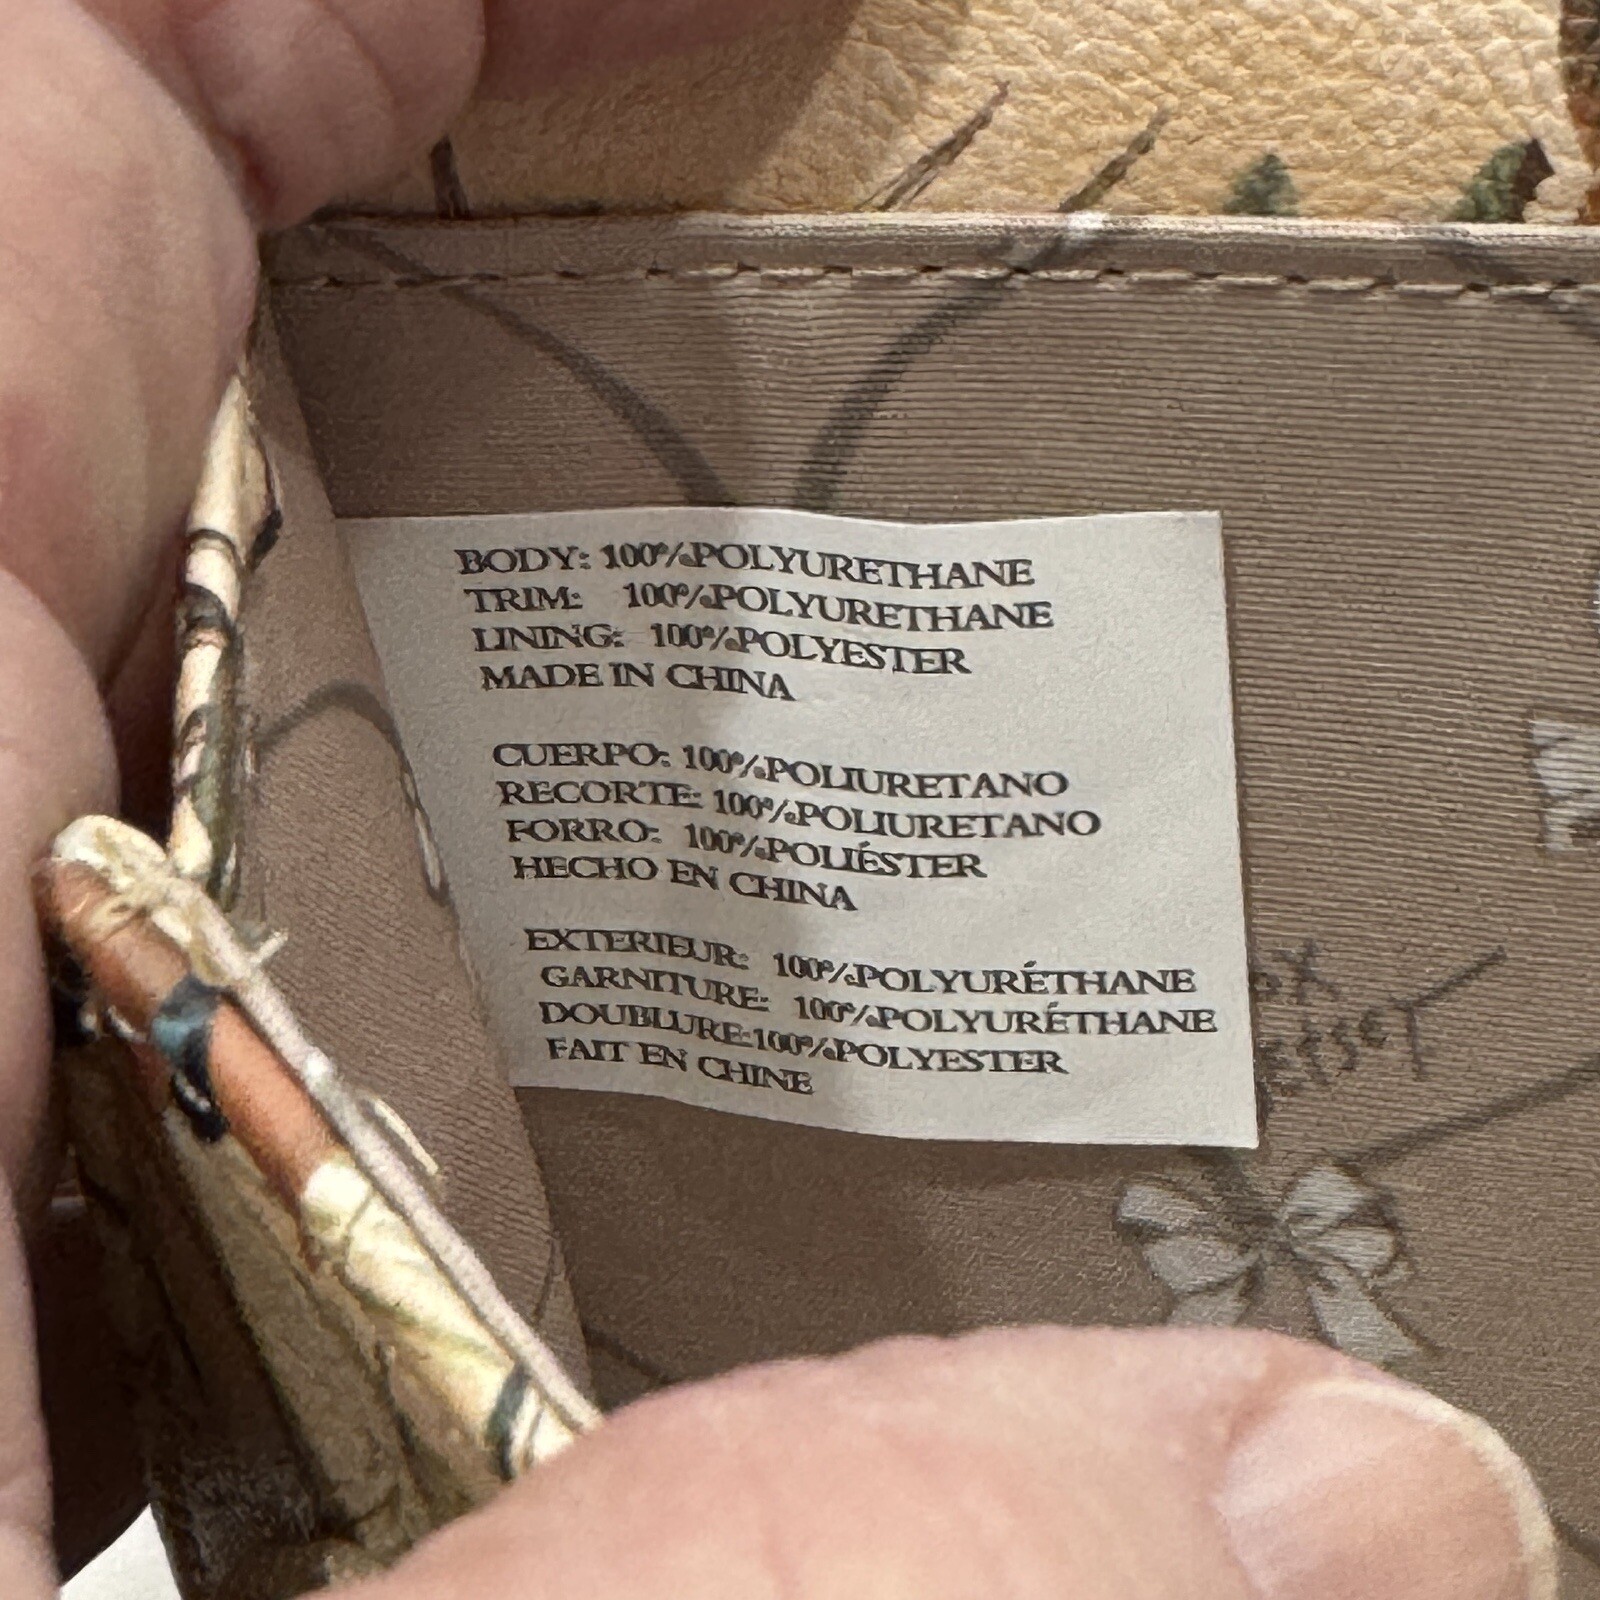 BODY: 100%POLYURETHANE
TRIM: 100%POLYURETHANE
LINING: 100%POLYESTER
MADE IN CHINA
CUERPO: 100%POLIURETANO
RECORTE: 100%POLIURETANO
FORRO: 100%POLIÉSTER
HECHO EN CHINA
EXTERIEUR: 100%POLYURÉTHANE
GARNITURE: 100%POLYURÉTHANE
DOUBLURE:100%POLYESTER
FAIT EN CHINE